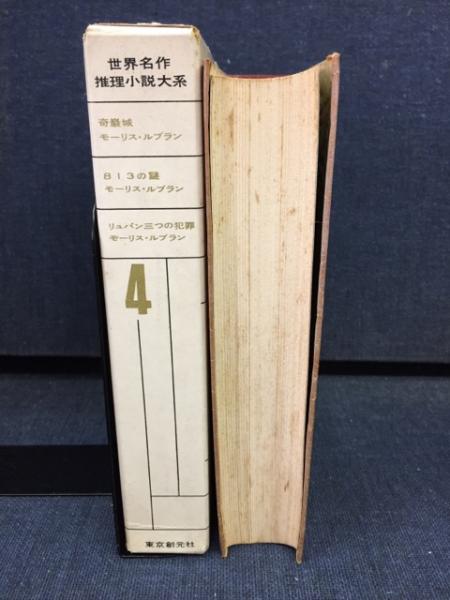 世界名作
推理小説大系
奇巌城
モーリス・ルブラン
813の謎
モーリス・ルブラン
リュパン三つの犯罪
モーリス・ルブラン
4
東京創元社